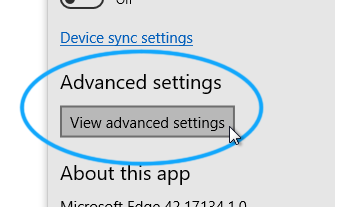 Off
Device sync settings
Advanced settings
View advanced settings
About this app
Microsoft Edge 42.17134.1.0